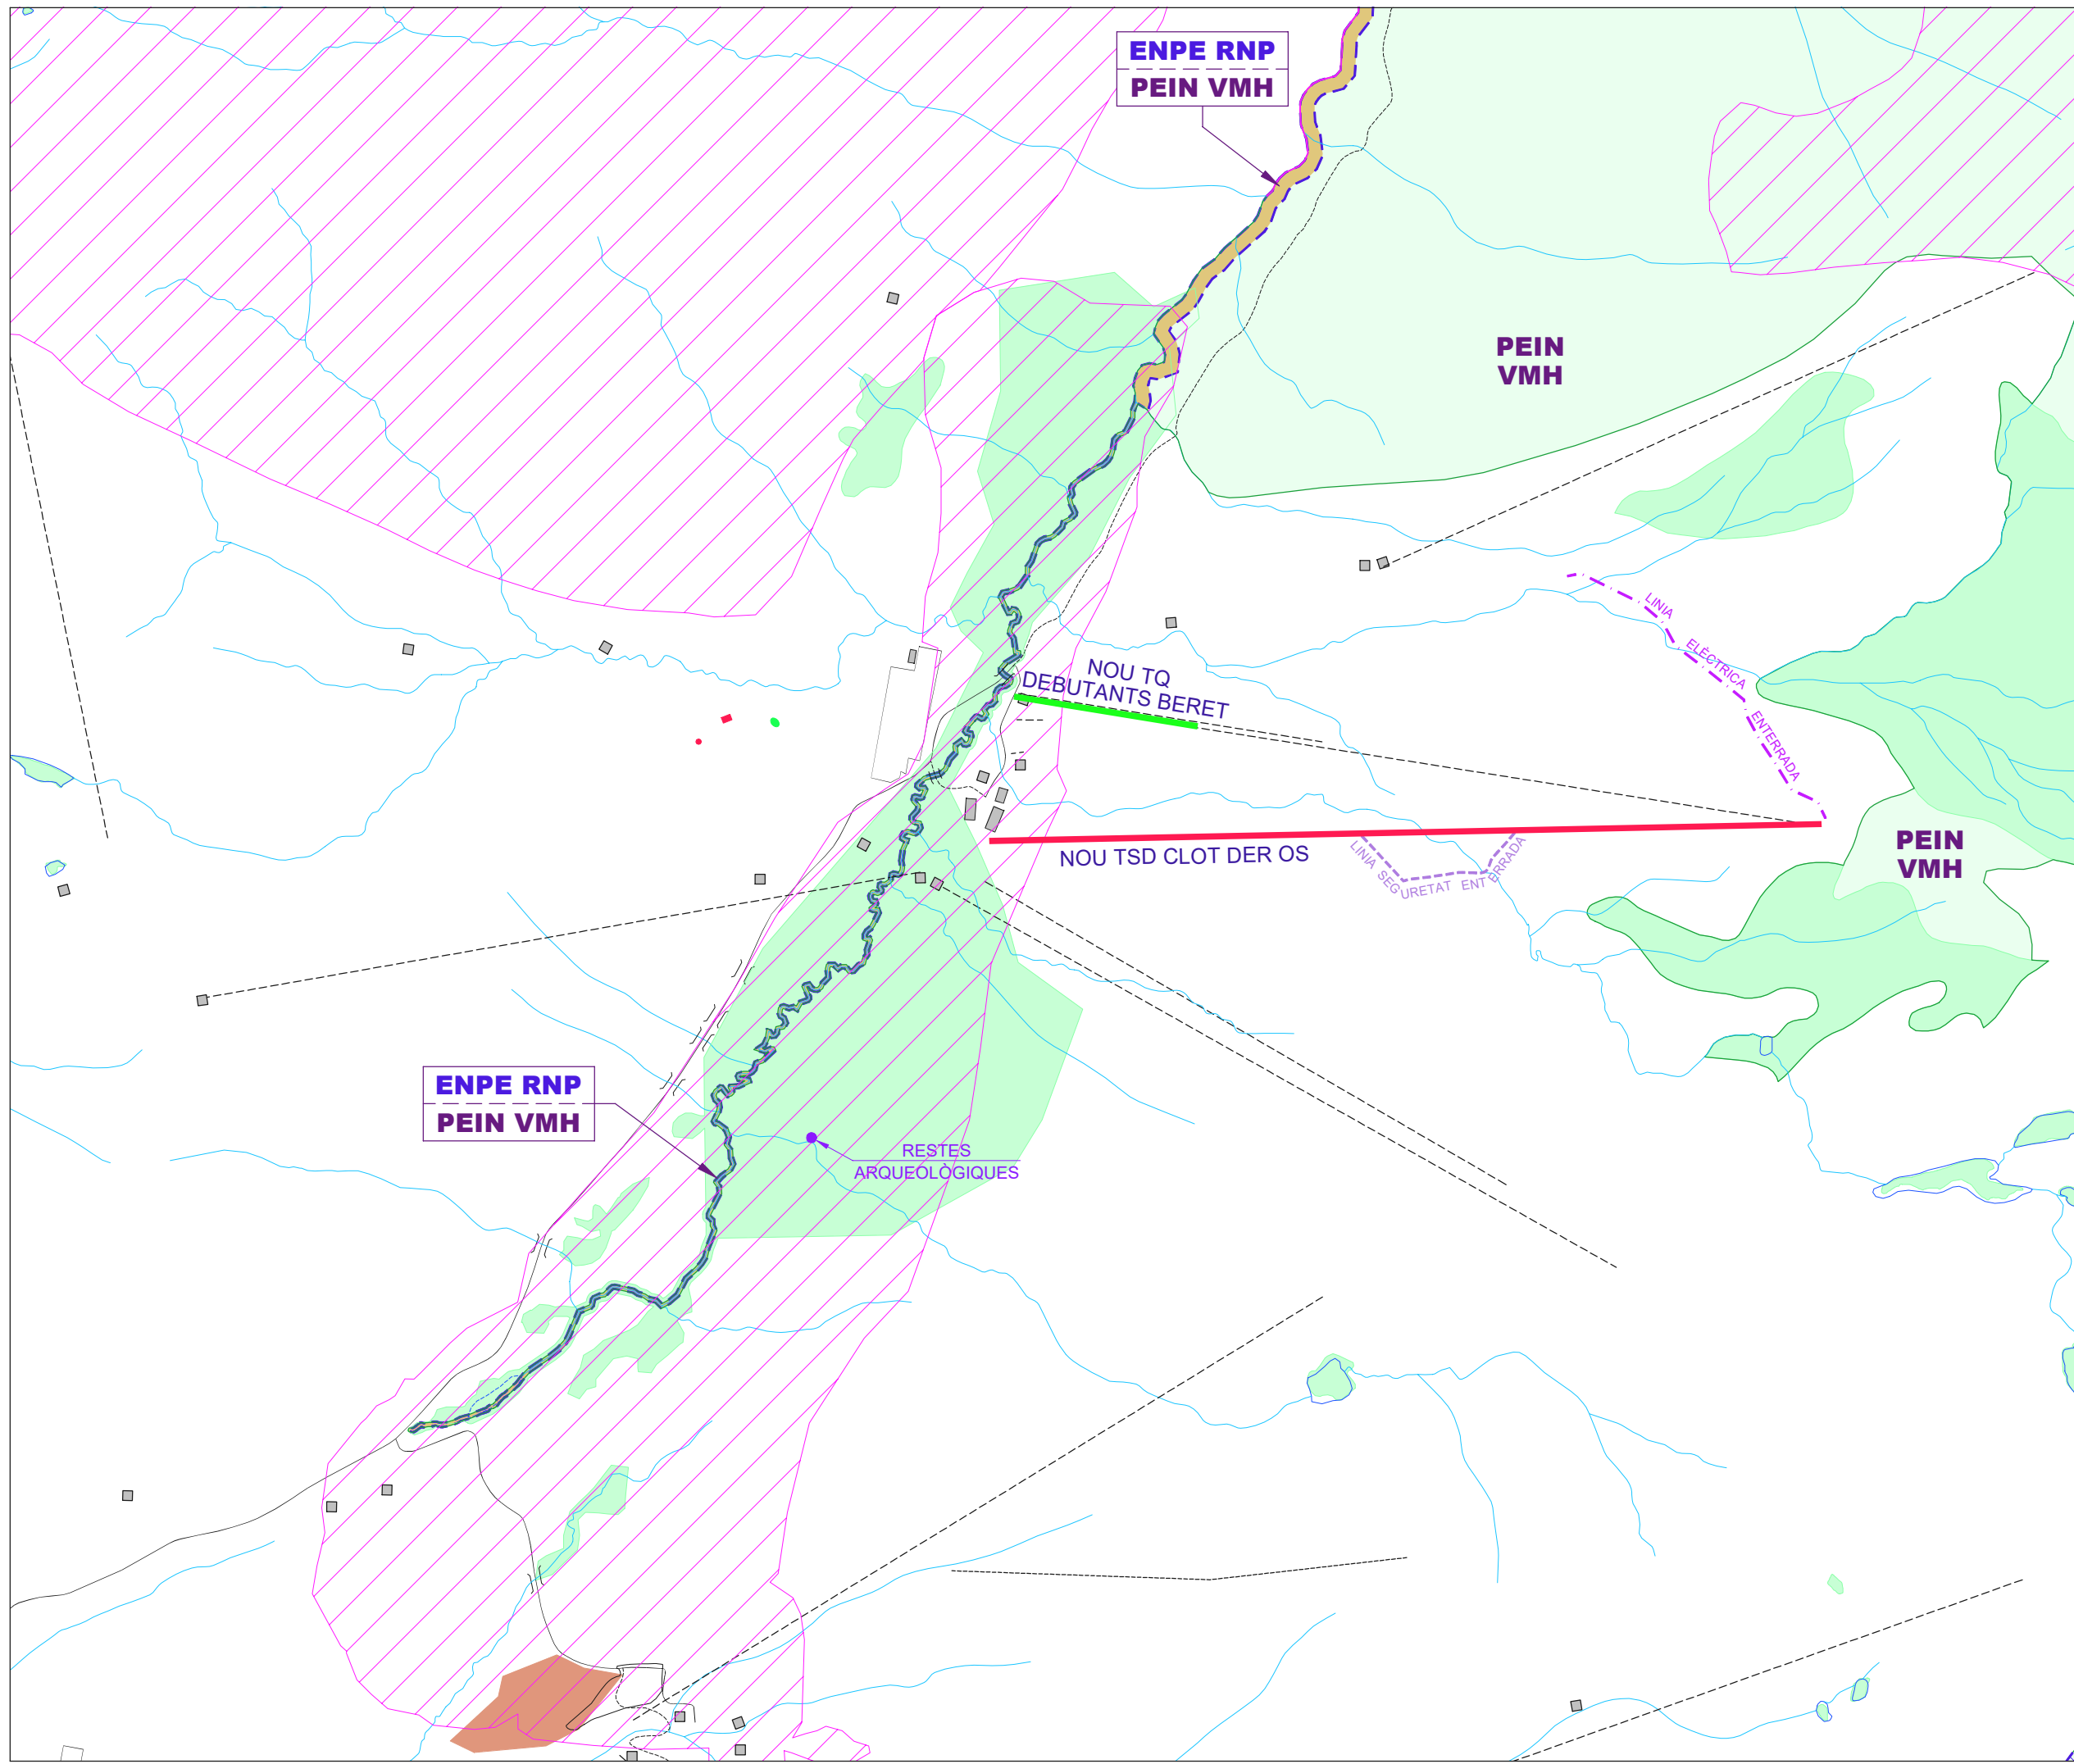 ENPE RNP
PEIN VMH
PEIN
VMH
LINIA
ELÈCTRICA
ENTERRADA
NOU TQ
DEBUTANTS BERET
NOU TSD CLOT DER OS
LINIA SEGURETAT ENTERRADA
PEIN
VMH
ENPE RNP
PEIN VMH
RESTES
ARQUEOLÒGIQUES